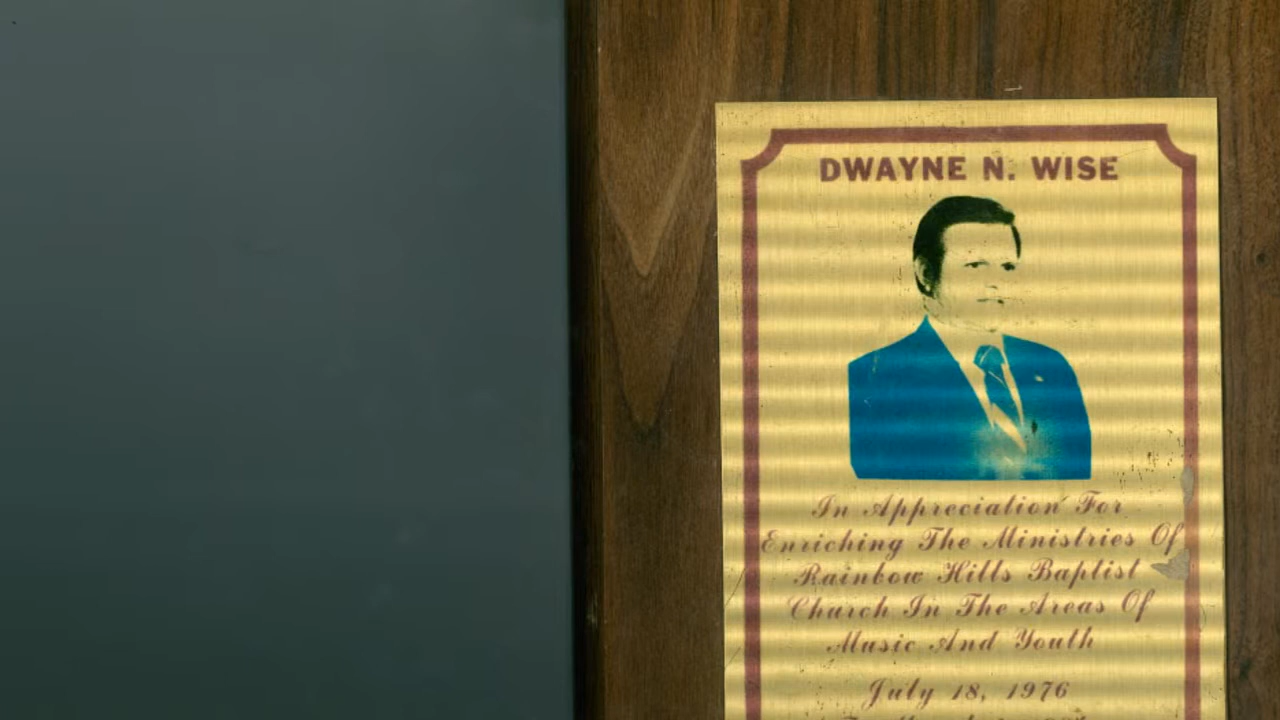 DWAYNE N. WISE
In Appreciation For
Enriching The Ministries Of
Rainbow Hills Baptist
Church In The Areas Of
Music And Youth
July 18, 1976